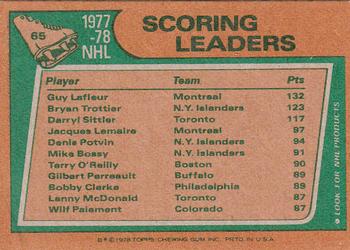 65
1977
-78
NHL
SCORING
LEADERS
Player Team Pts
Guy Lafleur Montreal 132
Bryan Trottier N.Y. Islanders 123
Darryl Sittler Toronto 117
Jacques Lemaire Montreal 97
Denis Potvin N.Y. Islanders 94
Mike Bossy N.Y. Islanders 91
Terry O'Reilly Boston 90
Gilbert Perreault Buffalo 89
Bobby Clarke Philadelphia 89
Lanny McDonald Toronto 87
Wilf Paiement Colorado 87
● LOOK FOR NHL PRODUCTS
© 1978 TOPPS CHEWING GUM INC. PRTD. IN U.S.A.